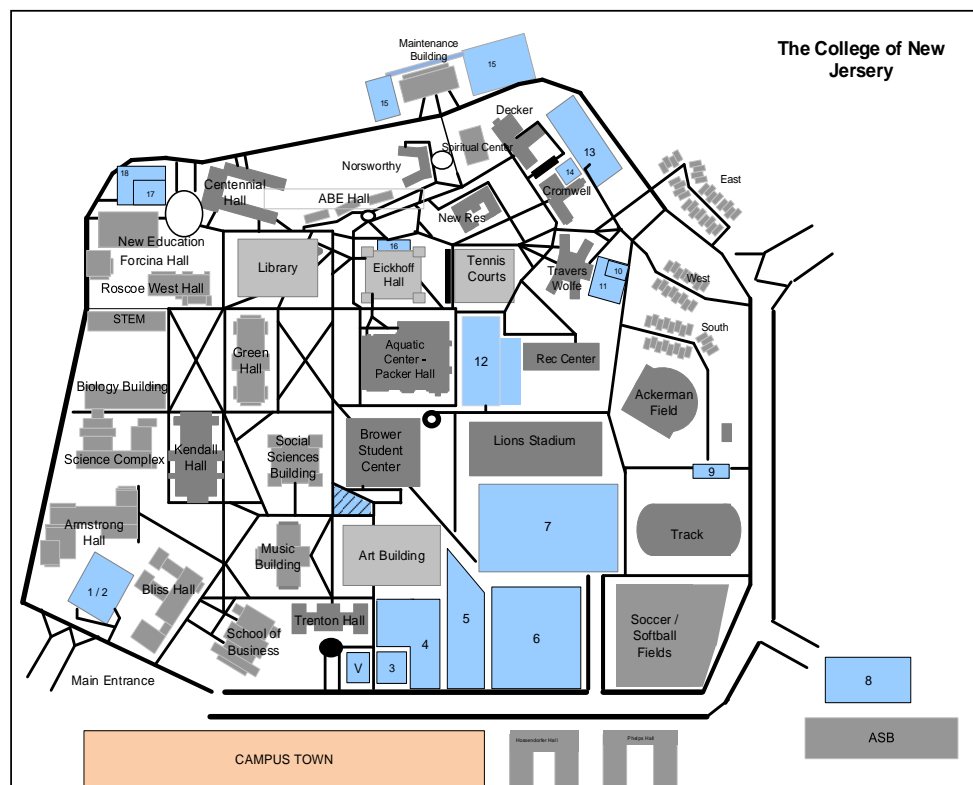 The College of New
Jersery
Maintenance
Building
15
15
Decker
Spiritual Center
13
Norsworthy
14
East
18
17
Centennial
Hall
ABE Hall
Cromwell
New Res
New Education
16
Forcina Hall
Library
Eickhoff
Hall
Tennis
Courts
Travers
Wolfe
10
11
West
Roscoe West Hall
STEM
South
Green
Hall
Aquatic
Center -
Packer Hall
12
Rec Center
Biology Building
Ackerman
Field
Science Complex
Kendall
Hall
Social
Sciences
Building
Brower
Student
Center
Lions Stadium
9
Armstrong
Hall
7
Track
Music
Building
Art Building
1 / 2
Bliss Hall
School of
Business
Trenton Hall
4
5
6
Soccer /
Softball
Fields
V
3
Main Entrance
8
CAMPUS TOWN
Phelps Hall
ASB